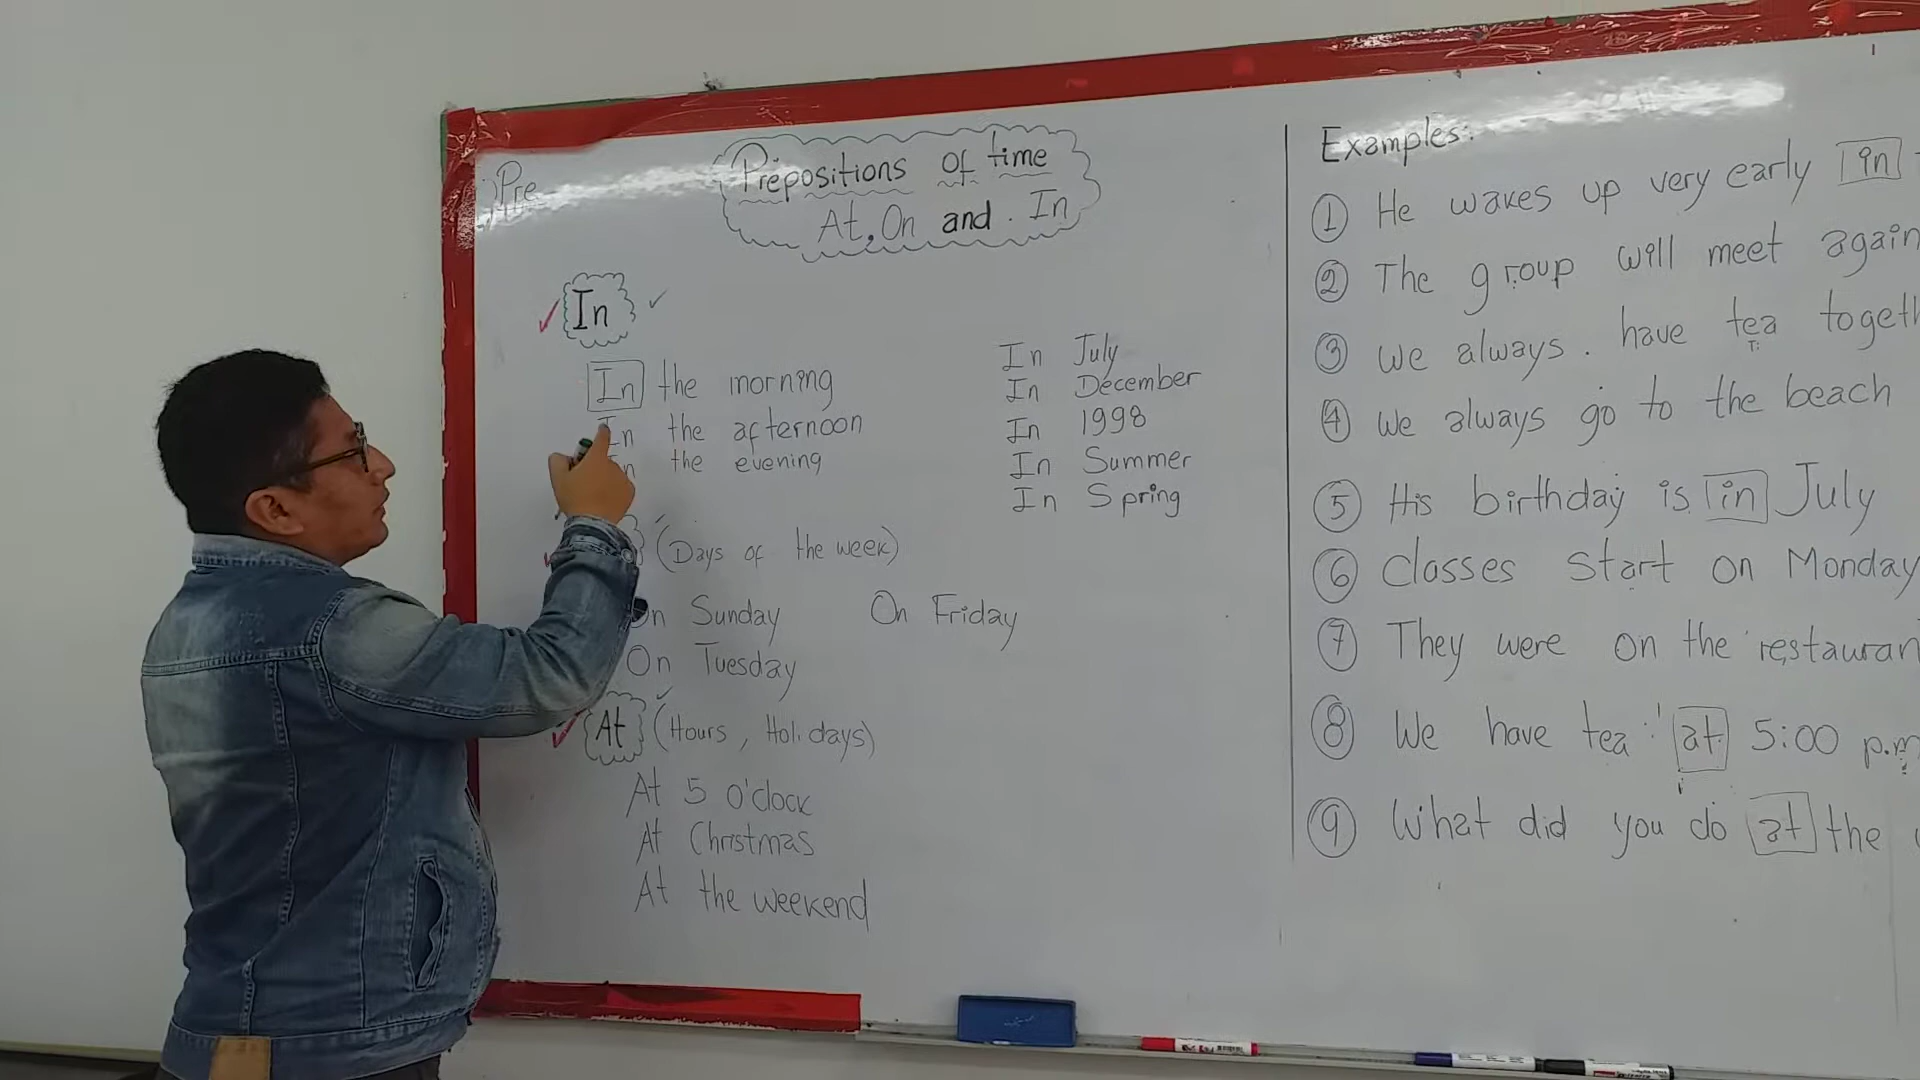 Pre
Prepositions of time
At, On and In
In
In the morning
In the afternoon
In the evening
In July
In December
In 1998
In Summer
In Spring
(Days of the week)
On Sunday
On Friday
On Tuesday
At (Hours, Holidays)
At 5 o'clock
At Christmas
At the weekend
Examples:
1 He wakes up very early in
2 The group will meet again
3 we always have tea togeth
Ti
4 we always go to the beach
5 His birthday is in July
6 Classes start on Monday
7 They were on the restauran
8 We have tea at 5:00 p.m
9 What did you do at the